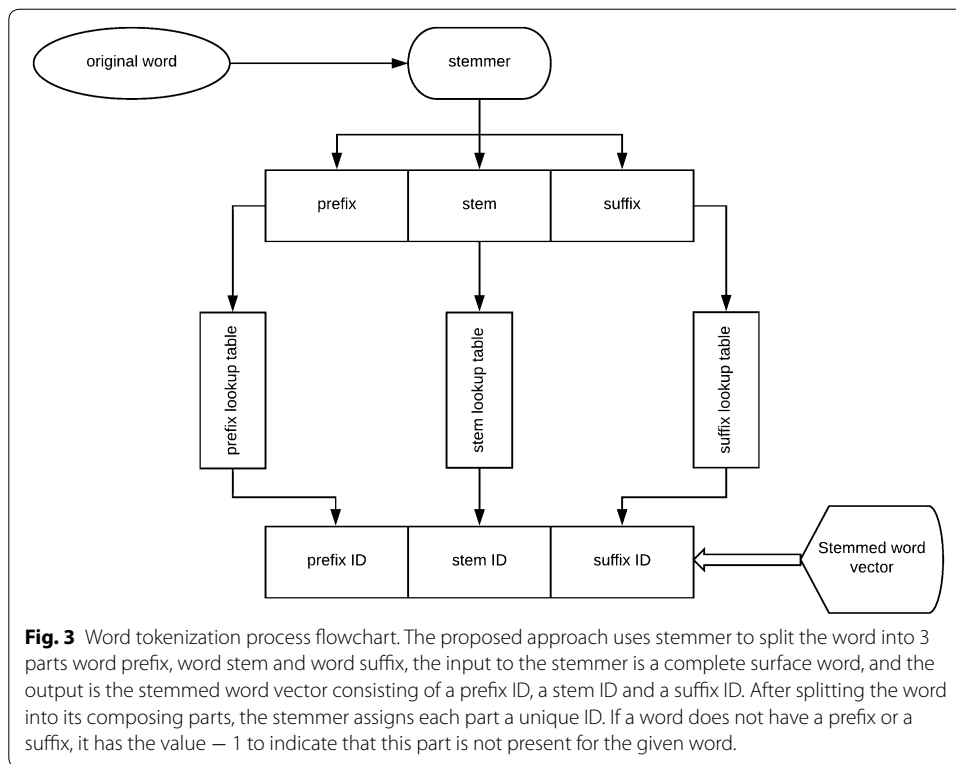 original word
stemmer
prefix
stem
suffix
prefix lookup table
stem lookup table
suffix lookup table
prefix ID
stem ID
suffix ID
Stemmed word
vector
Fig. 3 Word tokenization process flowchart. The proposed approach uses stemmer to split the word into 3
parts word prefix, word stem and word suffix, the input to the stemmer is a complete surface word, and the
output is the stemmed word vector consisting of a prefix ID, a stem ID and a suffix ID. After splitting the word
into its composing parts, the stemmer assigns each part a unique ID. If a word does not have a prefix or a
suffix, it has the value − 1 to indicate that this part is not present for the given word.